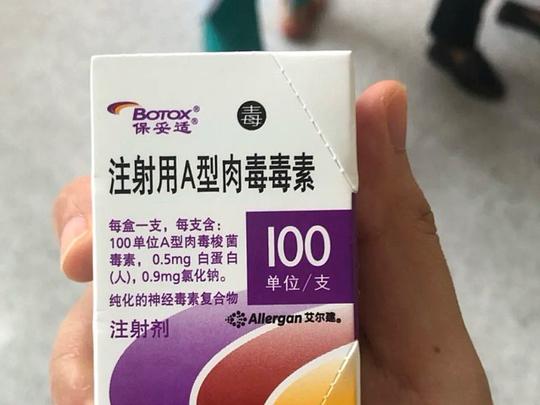 BOTOX®
保妥适®
毒
注射用A型肉毒毒素
每盒一支，每支含：
100单位A型肉毒梭菌
毒素，0.5mg 白蛋白
(人)，0.9mg氯化钠。
纯化的神经毒素复合物
100
单位/支
注射剂
Allergan 艾尔建®